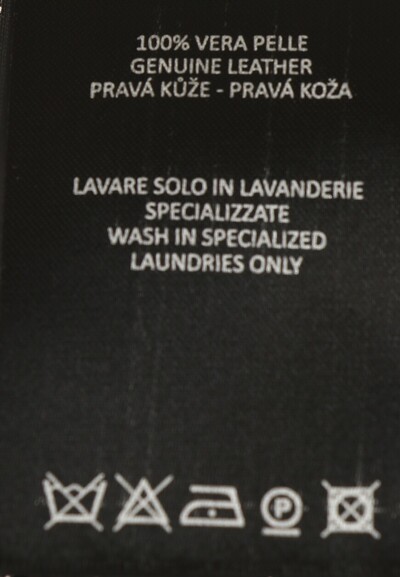 100% VERA PELLE
GENUINE LEATHER
PRAVÁ KŮŽE - PRAVÁ KOŽA
LAVARE SOLO IN LAVANDERIE
SPECIALIZZATE
WASH IN SPECIALIZED
LAUNDRIES ONLY
P